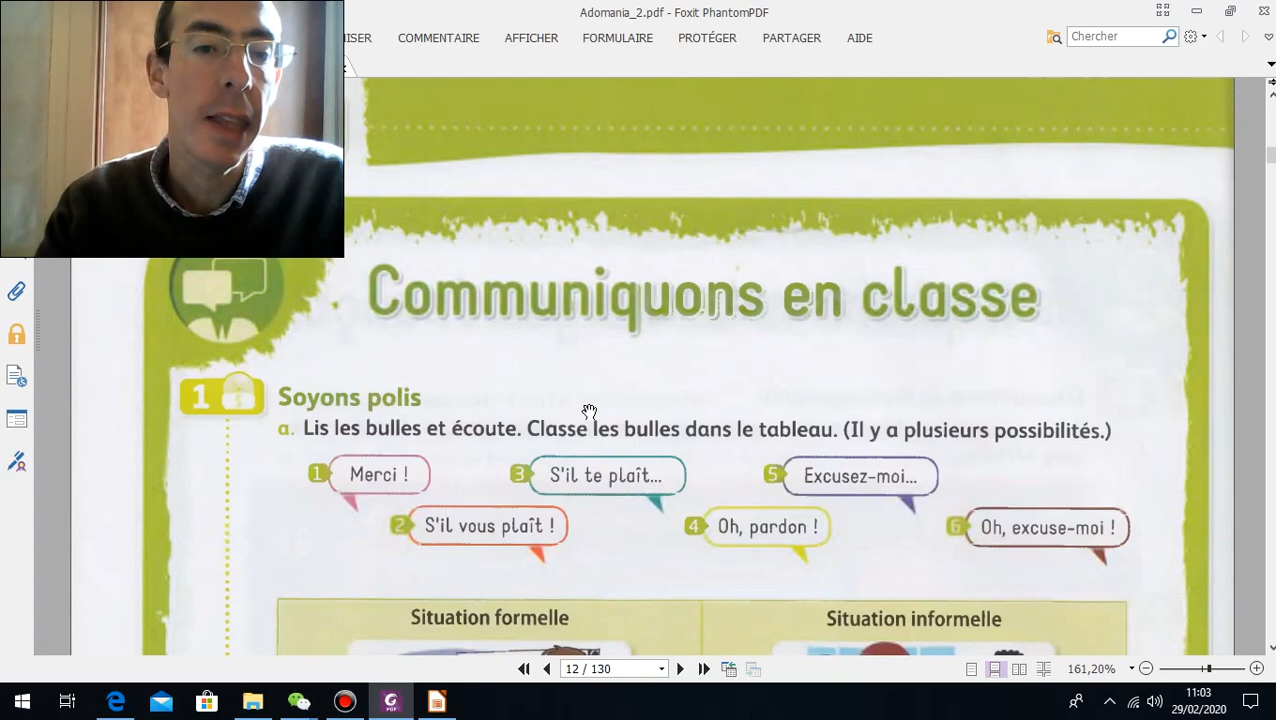 Adomania_2.pdf - Foxit PhantomPDF
COMMENTAIRE AFFICHER FORMULAIRE PROTÉGER PARTAGER AIDE
Chercher
Communiquons en classe
1 Soyons polis
a. Lis les bulles et écoute. Classe les bulles dans le tableau. (Il y a plusieurs possibilités.)
1 Merci ! 3 S'il te plaît... 5 Excusez-moi...
2 S'il vous plaît ! 4 Oh, pardon ! 6 Oh, excuse-moi !
Situation formelle Situation informelle
12 / 130 161,20%
11:03
29/02/2020